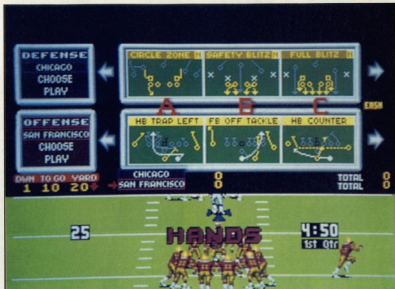 DEFENSE
CHICAGO
CHOOSE
PLAY
CIRCLE ZONE N
SAFETY BLITZ N
FULL BLITZ N
A B C
CASH
OFFENSE
SAN FRANCISCO
CHOOSE
PLAY
HB TRAP LEFT
FB OFF TACKLE
HB COUNTER
DWN TO GO YARD
1 10 20
CHICAGO 0 TOTAL 0
SAN FRANCISCO 0 TOTAL 0
25
HANDS
4:50
1st Qtr